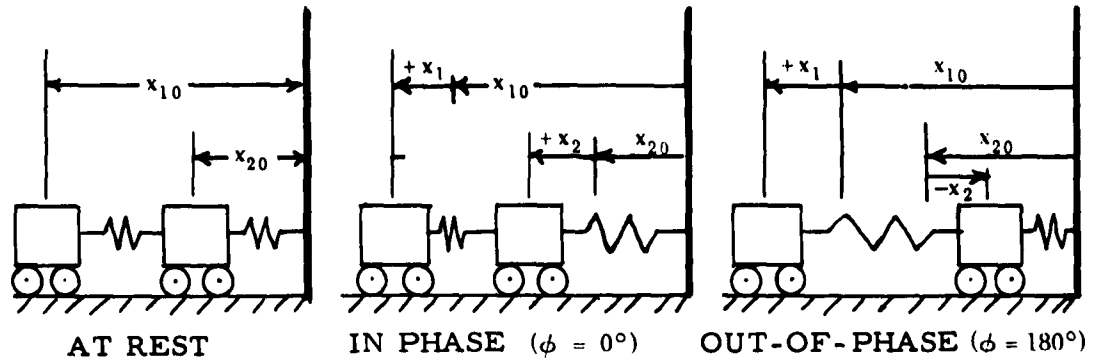 x10
x20
AT REST
+ x1
x10
+ x2
x20
IN PHASE (ϕ = 0°)
+ x1
x10
x20
−x2
OUT-OF-PHASE (ϕ = 180°)